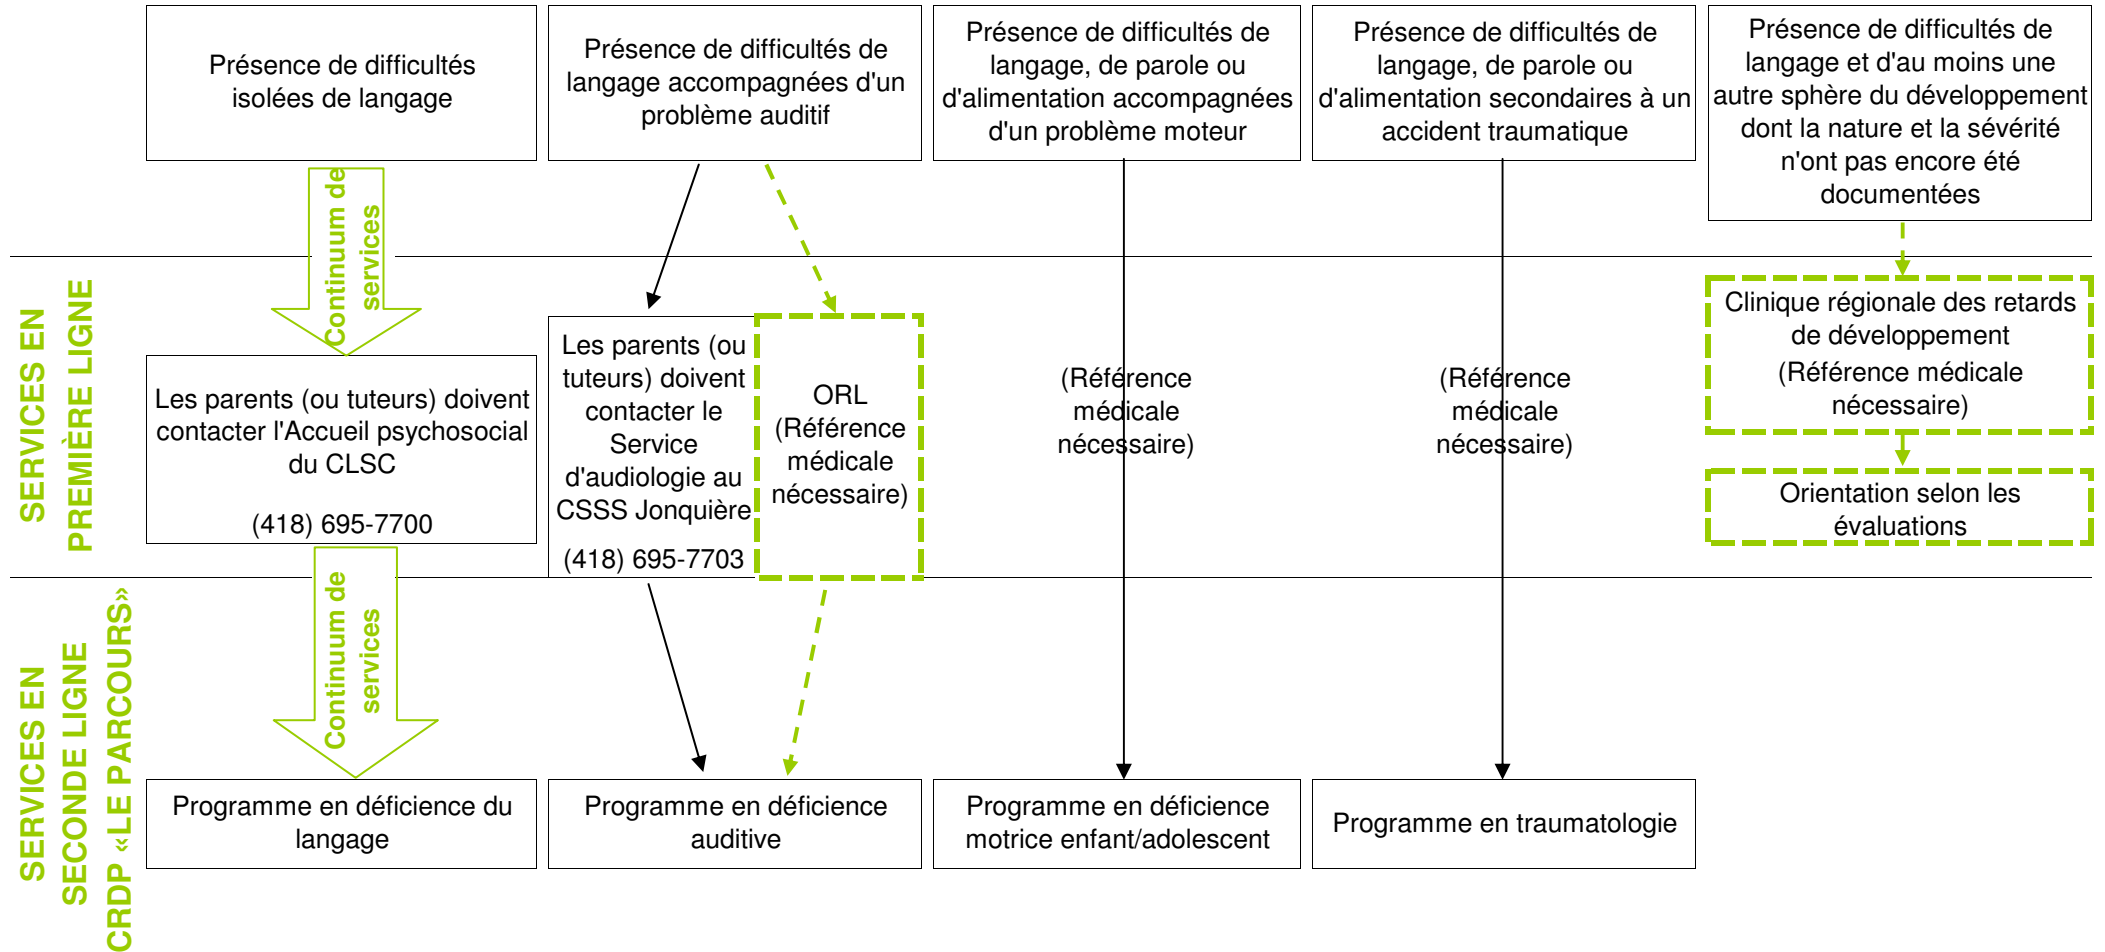 Présence de difficultés
isolées de langage
Présence de difficultés de
langage accompagnées d'un
problème auditif
Présence de difficultés de
langage, de parole ou
d'alimentation accompagnées
d'un problème moteur
Présence de difficultés de
langage, de parole ou
d'alimentation secondaires à un
accident traumatique
Présence de difficultés de
langage et d'au moins une
autre sphère du développement
dont la nature et la sévérité
n'ont pas encore été
documentées
Continuum de
services
SERVICES EN
PREMIÈRE LIGNE
Les parents (ou tuteurs) doivent
contacter l'Accueil psychosocial
du CLSC
(418) 695-7700
Les parents (ou
tuteurs) doivent
contacter le
Service
d'audiologie au
CSSS Jonquière
(418) 695-7703
ORL
(Référence
médicale
nécessaire)
(Référence
médicale
nécessaire)
(Référence
médicale
nécessaire)
Clinique régionale des retards
de développement
(Référence médicale
nécessaire)
Orientation selon les
évaluations
Continuum de
services
SERVICES EN
SECONDE LIGNE
CRDP «LE PARCOURS»
Programme en déficience du
langage
Programme en déficience
auditive
Programme en déficience
motrice enfant/adolescent
Programme en traumatologie